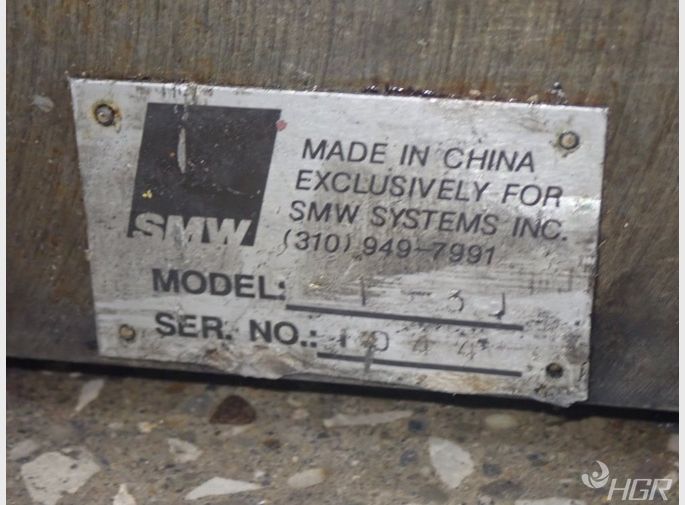 SMW
MADE IN CHINA
EXCLUSIVELY FOR
SMW SYSTEMS INC.
(310) 949-7991
MODEL:
SER. NO.:
HGR